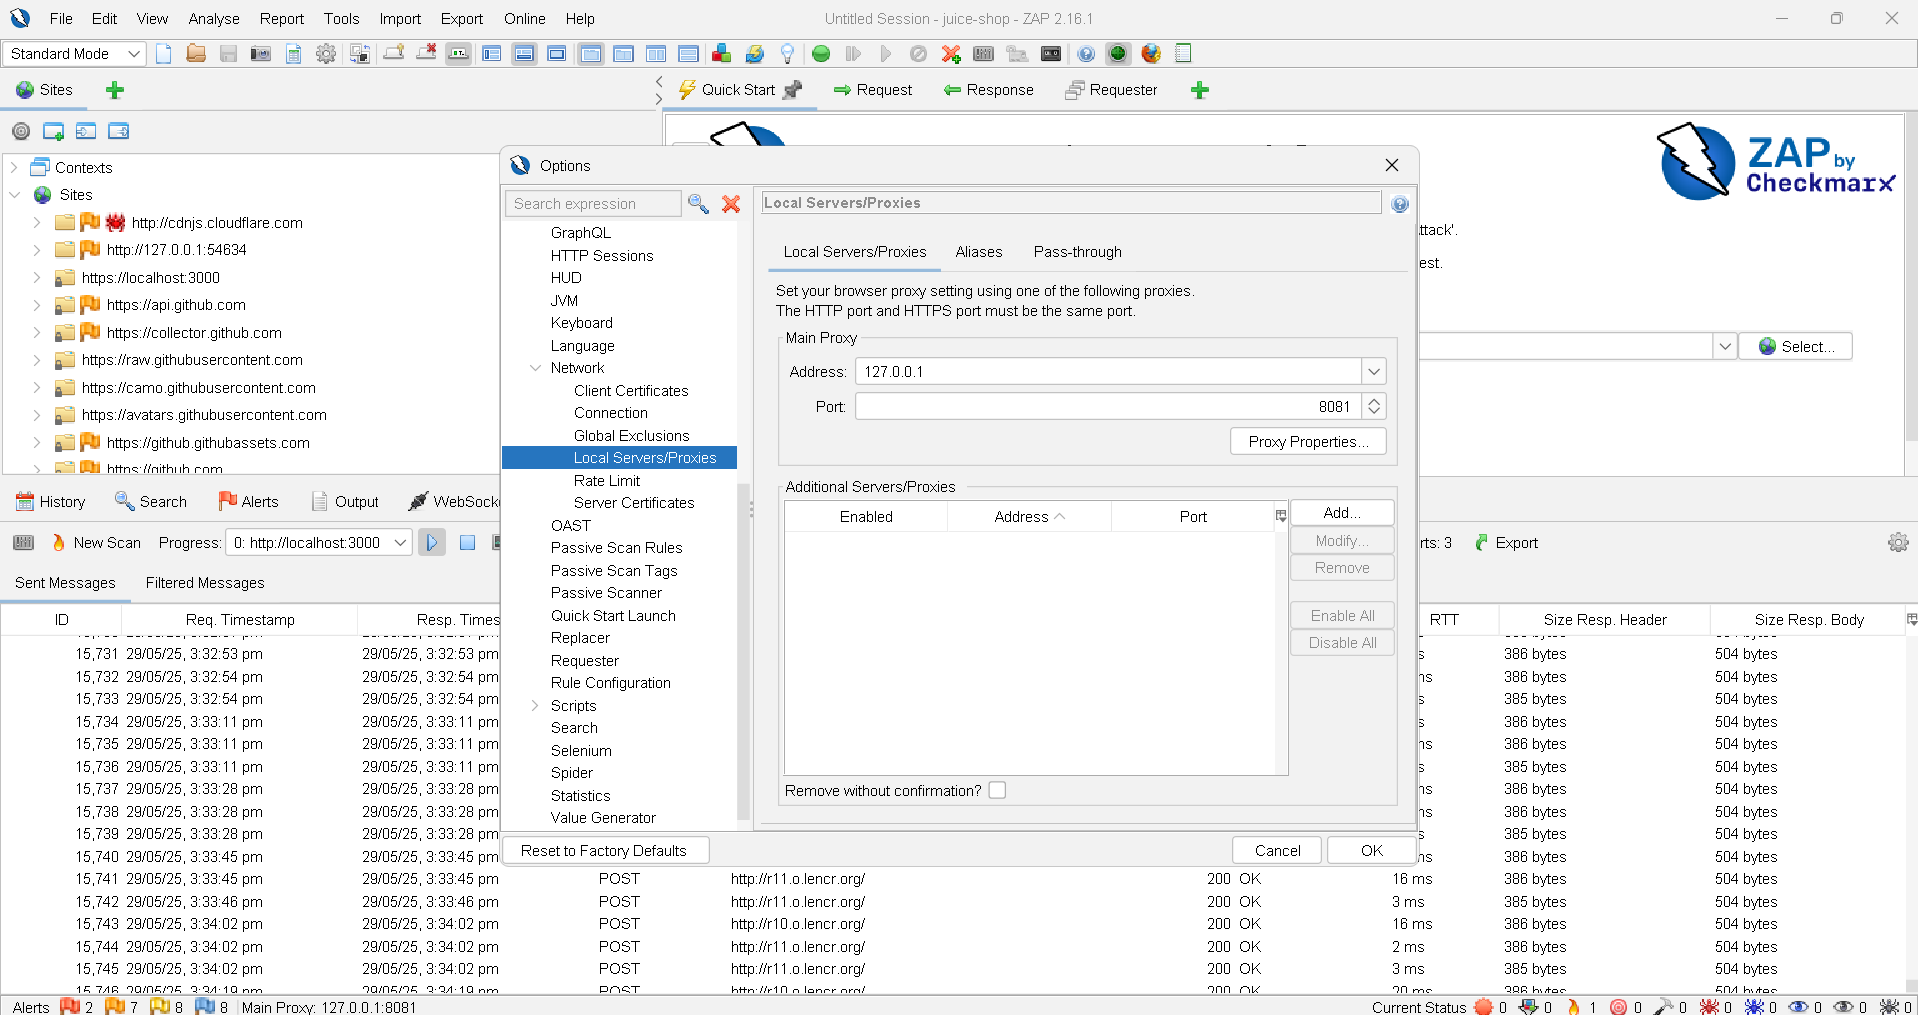 File Edit View Analyse Report Tools Import Export Online Help
Untitled Session - juice-shop - ZAP 2.16.1
Standard Mode
Sites
Quick Start Request Response Requester
Contexts
Sites
http://cdnjs.cloudflare.com
http://127.0.0.1:54634
https://localhost:3000
https://api.github.com
https://collector.github.com
https://raw.githubusercontent.com
https://camo.githubusercontent.com
https://avatars.githubusercontent.com
https://github.githubassets.com
https://github.com
ZAP by
Checkmarx
ttack'.
est.
Select...
Options
Search expression
GraphQL
HTTP Sessions
HUD
JVM
Keyboard
Language
Network
Client Certificates
Connection
Global Exclusions
Local Servers/Proxies
Rate Limit
Server Certificates
OAST
Passive Scan Rules
Passive Scan Tags
Passive Scanner
Quick Start Launch
Replacer
Requester
Rule Configuration
Scripts
Search
Selenium
Spider
Statistics
Value Generator
Local Servers/Proxies
Local Servers/Proxies Aliases Pass-through
Set your browser proxy setting using one of the following proxies.
The HTTP port and HTTPS port must be the same port.
Main Proxy
Address: 127.0.0.1
Port: 8081
Proxy Properties...
Additional Servers/Proxies
Enabled Address Port
Add...
Modify...
Remove
Enable All
Disable All
Remove without confirmation?
Reset to Factory Defaults Cancel OK
History Search Alerts Output WebSock
New Scan Progress: 0: http://localhost:3000
rts: 3 Export
Sent Messages Filtered Messages
ID Req. Timestamp Resp. Times RTT Size Resp. Header Size Resp. Body
15,731 29/05/25, 3:32:53 pm 29/05/25, 3:32:53 pm s 386 bytes 504 bytes
15,732 29/05/25, 3:32:54 pm 29/05/25, 3:32:54 pm ns 386 bytes 504 bytes
15,733 29/05/25, 3:32:54 pm 29/05/25, 3:32:54 pm s 385 bytes 504 bytes
15,734 29/05/25, 3:33:11 pm 29/05/25, 3:33:11 pm s 386 bytes 504 bytes
15,735 29/05/25, 3:33:11 pm 29/05/25, 3:33:11 pm ns 386 bytes 504 bytes
15,736 29/05/25, 3:33:11 pm 29/05/25, 3:33:11 pm s 385 bytes 504 bytes
15,737 29/05/25, 3:33:28 pm 29/05/25, 3:33:28 pm ns 386 bytes 504 bytes
15,738 29/05/25, 3:33:28 pm 29/05/25, 3:33:28 pm s 386 bytes 504 bytes
15,739 29/05/25, 3:33:28 pm 29/05/25, 3:33:28 pm s 385 bytes 504 bytes
15,740 29/05/25, 3:33:45 pm 29/05/25, 3:33:45 pm ns 386 bytes 504 bytes
15,741 29/05/25, 3:33:45 pm 29/05/25, 3:33:45 pm POST http://r11.o.lencr.org/ 200 OK 16 ms 386 bytes 504 bytes
15,742 29/05/25, 3:33:46 pm 29/05/25, 3:33:46 pm POST http://r11.o.lencr.org/ 200 OK 3 ms 385 bytes 504 bytes
15,743 29/05/25, 3:34:02 pm 29/05/25, 3:34:02 pm POST http://r10.o.lencr.org/ 200 OK 16 ms 386 bytes 504 bytes
15,744 29/05/25, 3:34:02 pm 29/05/25, 3:34:02 pm POST http://r11.o.lencr.org/ 200 OK 2 ms 386 bytes 504 bytes
15,745 29/05/25, 3:34:02 pm 29/05/25, 3:34:02 pm POST http://r11.o.lencr.org/ 200 OK 3 ms 385 bytes 504 bytes
15,746 29/05/25, 3:34:19 pm 29/05/25, 3:34:19 pm POST http://r10.o.lencr.org/ 200 OK 20 ms 386 bytes 504 bytes
Alerts 2 7 8 8 Main Proxy: 127.0.0.1:8081
Current Status 0 0 1 0 0 0 0 0 0 0